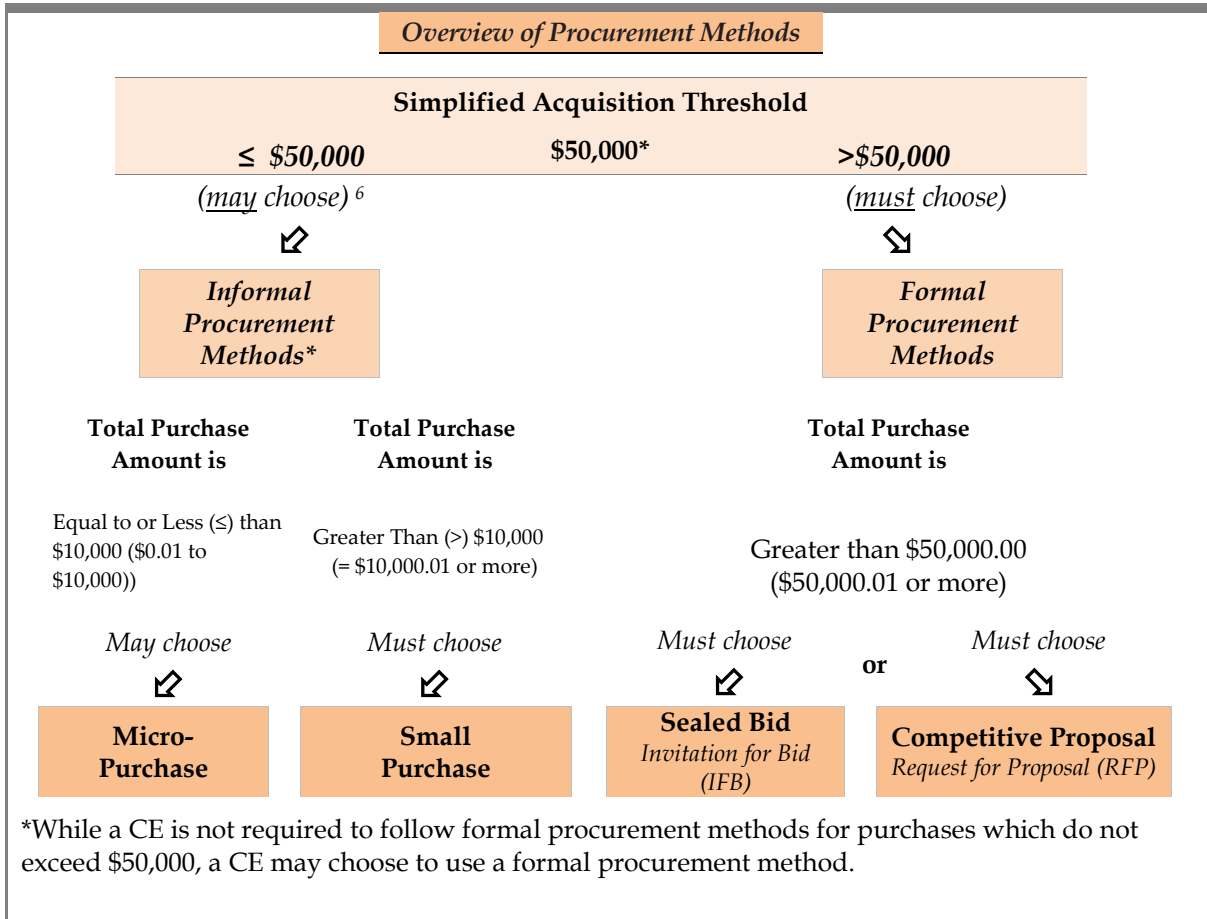 Overview of Procurement Methods
Simplified Acquisition Threshold
≤ $50,000
$50,000*
>$50,000
(may choose) 6
(must choose)
Informal
Procurement
Methods*
Formal
Procurement
Methods
Total Purchase
Amount is
Total Purchase
Amount is
Total Purchase
Amount is
Equal to or Less (≤) than
$10,000 ($0.01 to
$10,000))
Greater Than (>) $10,000
(= $10,000.01 or more)
Greater than $50,000.00
($50,000.01 or more)
May choose
Must choose
Must choose
or
Must choose
Micro-
Purchase
Small
Purchase
Sealed Bid
Invitation for Bid
(IFB)
Competitive Proposal
Request for Proposal (RFP)
*While a CE is not required to follow formal procurement methods for purchases which do not
exceed $50,000, a CE may choose to use a formal procurement method.